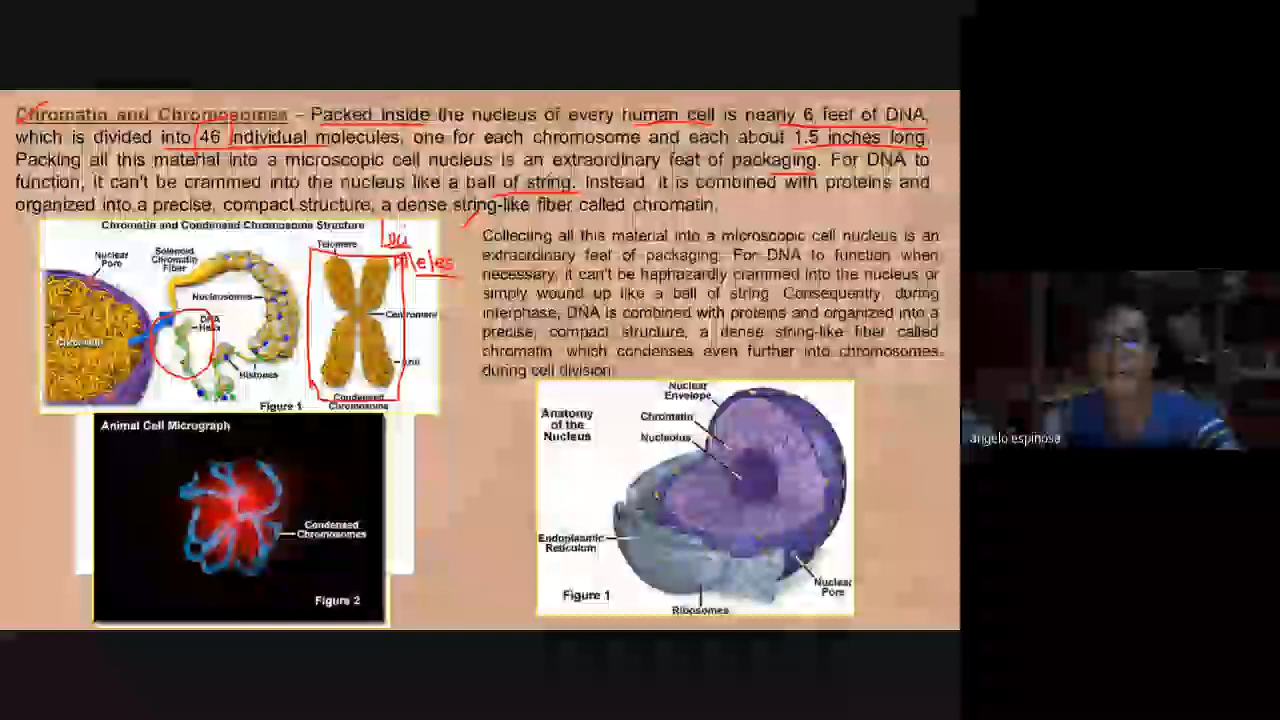 Chromatin and Chromosomes - Packed inside the nucleus of every human cell is nearly 6 feet of DNA,
which is divided into 46 individual molecules, one for each chromosome and each about 1.5 inches long.
Packing all this material into a microscopic cell nucleus is an extraordinary feat of packaging. For DNA to
function, it can't be crammed into the nucleus like a ball of string. Instead, it is combined with proteins and
organized into a precise, compact structure, a dense string-like fiber called chromatin.
Chromatin and Condensed Chromosome Structure
Nuclear
Pore
Solenoid
Chromatin
Fiber
Telomere
Loci
Alleles
Nucleosomes
Centromere
DNA
Helix
Chromatin
Histones
Condensed
Chromosome
Figure 1
Collecting all this material into a microscopic cell nucleus is an
extraordinary feat of packaging. For DNA to function when
necessary, it can't be haphazardly crammed into the nucleus or
simply wound up like a ball of string. Consequently, during
interphase, DNA is combined with proteins and organized into a
precise, compact structure, a dense string-like fiber called
chromatin, which condenses even further into chromosomes
during cell division.
Animal Cell Micrograph
Condensed
Chromosomes
Figure 2
Anatomy
of the
Nucleus
Nuclear
Envelope
Chromatin
Nucleolus
Endoplasmic
Reticulum
Figure 1
Ribosomes
Nuclear
Pore
angelo espinosa